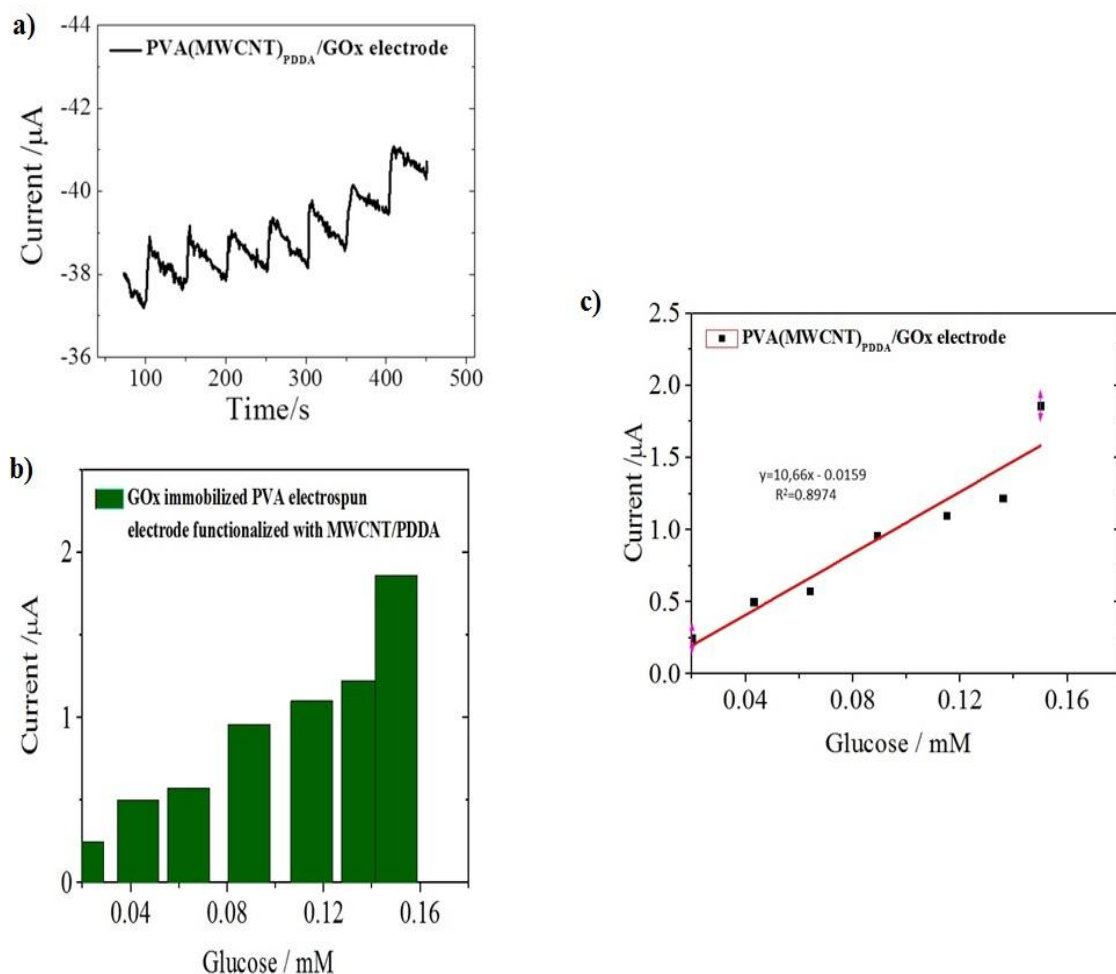 a)
-44
-42
-40
-38
-36
Current /µA
PVA(MWCNT)PDDA/GOx electrode
100 200 300 400 500
Time/s
b)
2
1
0
Current /µA
GOx immobilized PVA electrospun
electrode functionalized with MWCNT/PDDA
0.04 0.08 0.12 0.16
Glucose / mM
c)
2.5
2.0
1.5
1.0
0.5
0.0
Current /µA
PVA(MWCNT)PDDA/GOx electrode
y=10,66x - 0.0159
R²=0.8974
0.04 0.08 0.12 0.16
Glucose / mM